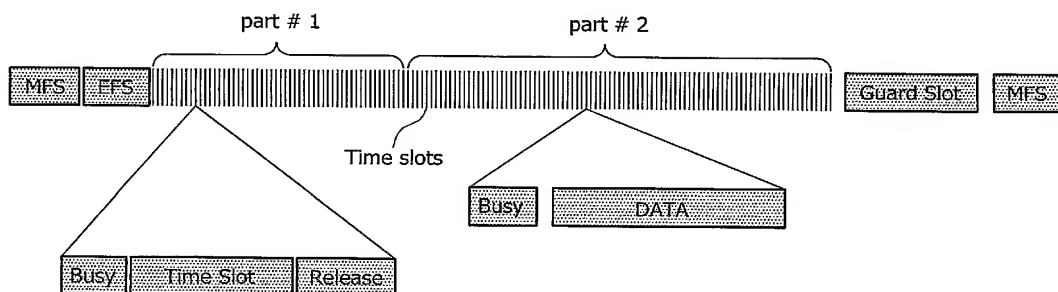 part # 1
part # 2
MFS
EFS
Guard Slot
MFS
Time slots
Busy
DATA
Busy
Time Slot
Release